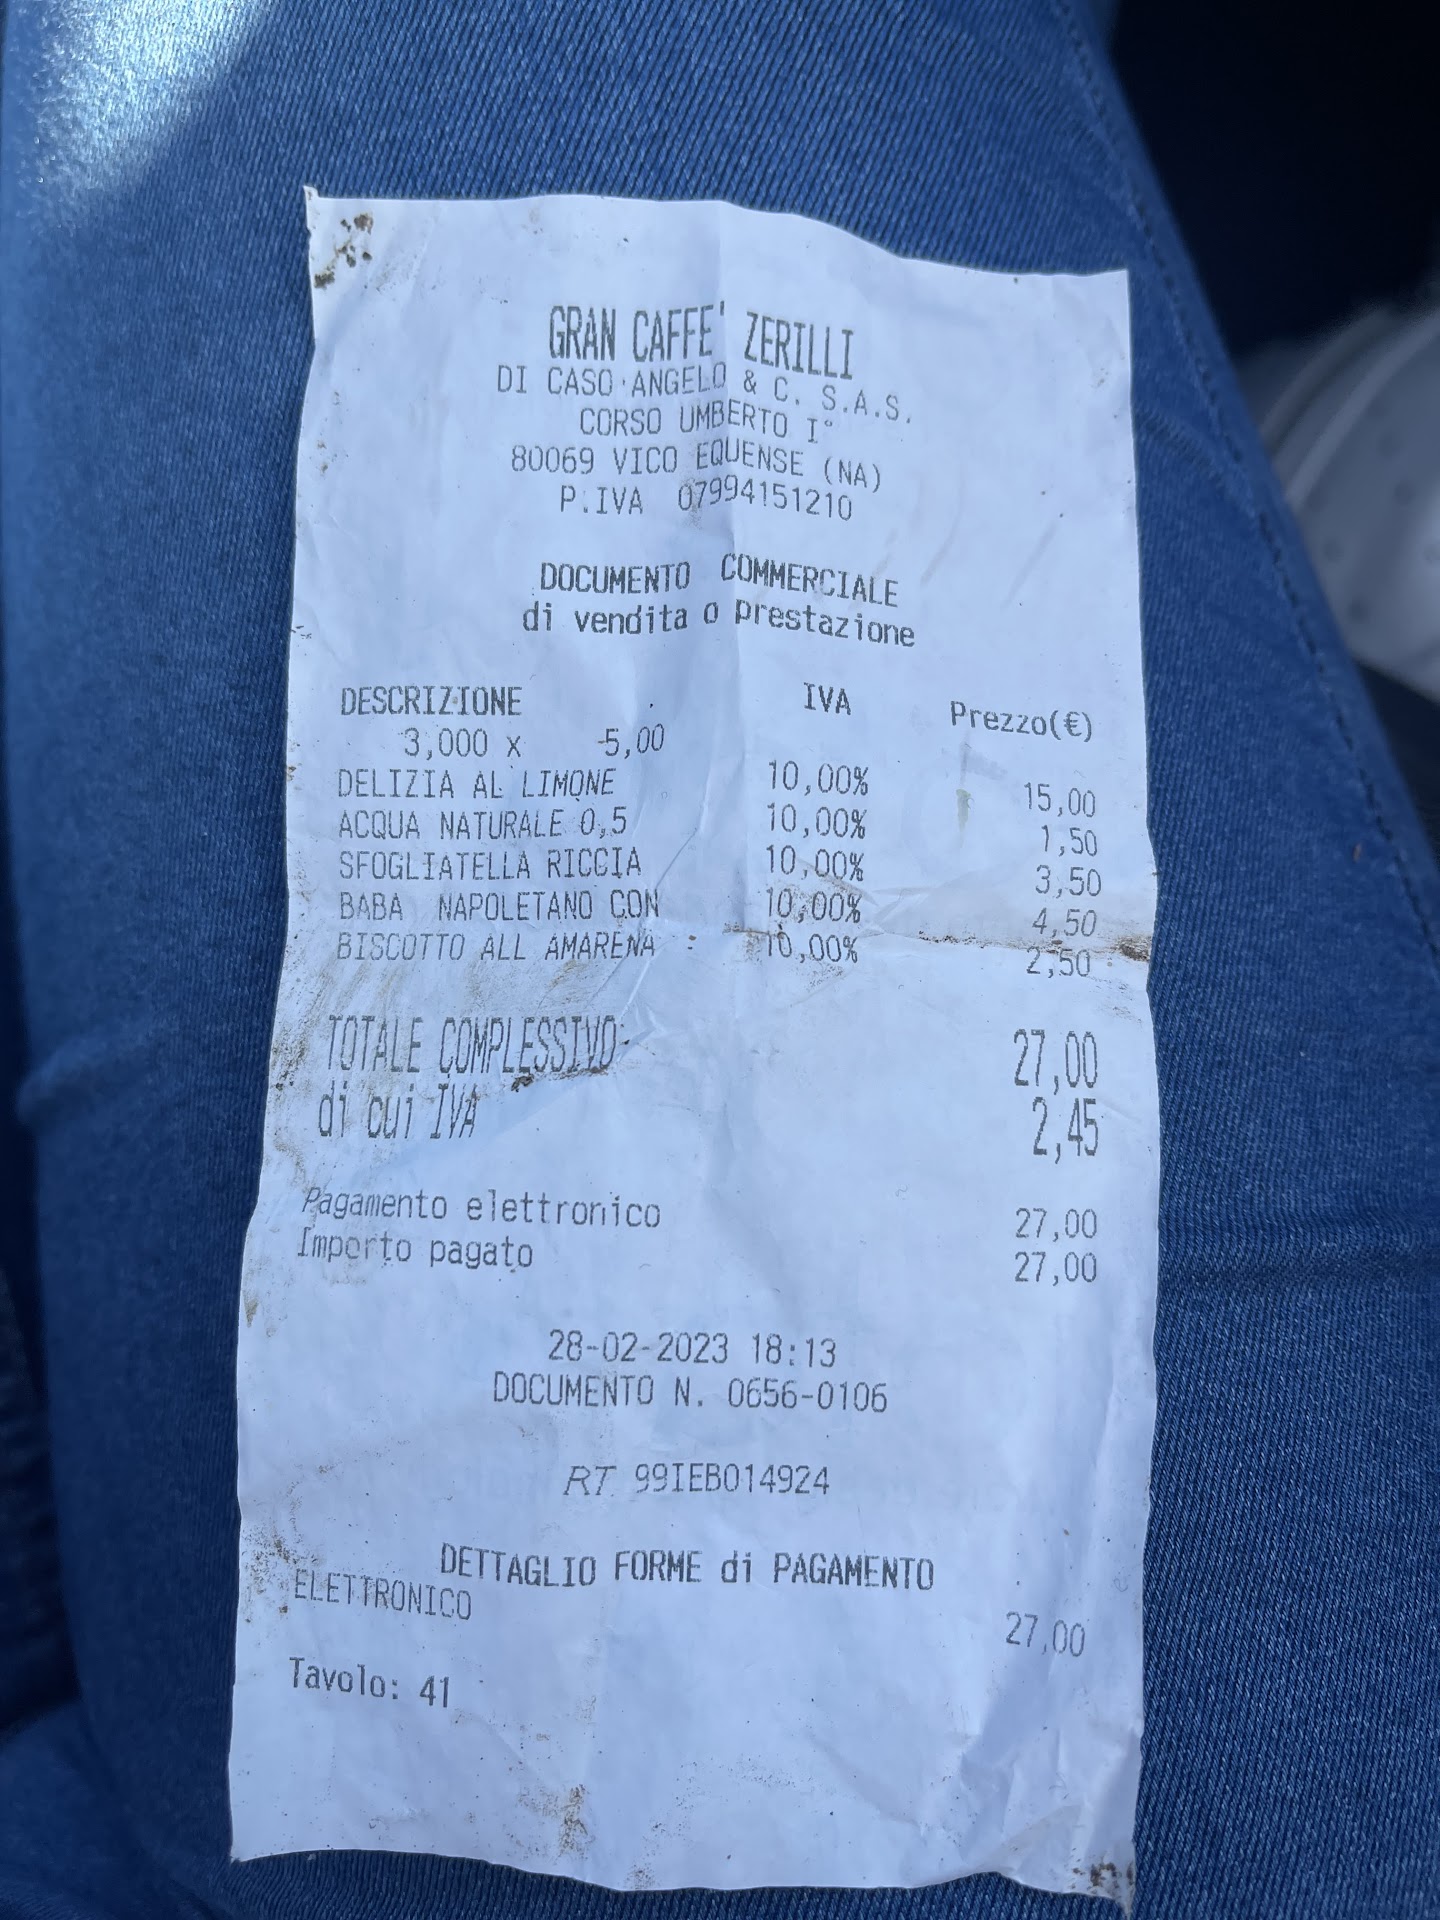 GRAN CAFFE' ZERILLI
DI CASO ANGELO & C. S.A.S.
CORSO UMBERTO I°
80069 VICO EQUENSE (NA)
P.IVA 07994151210
DOCUMENTO COMMERCIALE
di vendita o prestazione
DESCRIZIONE IVA Prezzo(€)
3,000 x 5,00
DELIZIA AL LIMONE 10,00% 15,00
ACQUA NATURALE 0,5 10,00% 1,50
SFOGLIATELLA RICCIA 10,00% 3,50
BABA NAPOLETANO CON 10,00% 4,50
BISCOTTO ALL AMARENA 10,00% 2,50
TOTALE COMPLESSIVO 27,00
di cui IVA 2,45
Pagamento elettronico 27,00
Importo pagato 27,00
28-02-2023 18:13
DOCUMENTO N. 0656-0106
RT 99IEB014924
DETTAGLIO FORME di PAGAMENTO
ELETTRONICO 27,00
Tavolo: 41